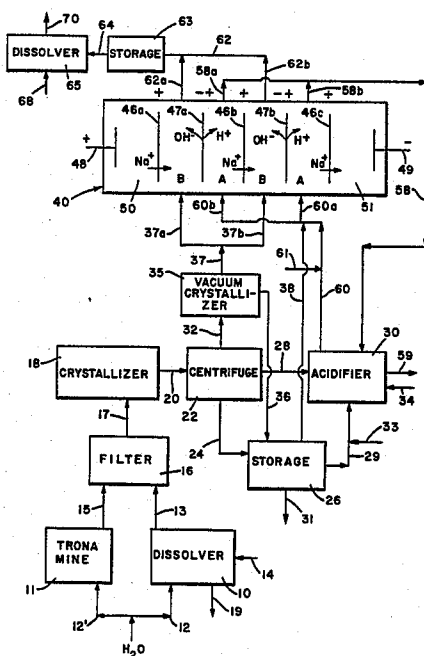 70
64
63
62
DISSOLVER
STORAGE
65
68
62a
58a
62b
58b
+ -+ + -+ +
46a 47a 46b 47b 46c
OH- H+ OH- H+
+ -
48 49
Na+ Na+ Na+
B A B A
40 50 51
60b 60a
58
37a 37b
61
37 38 60
35
VACUUM
CRYSTALLI-
ZER
32
30
18
CRYSTALLIZER
20
CENTRIFUGE
28
ACIDIFIER
59
22
34
36
17
24
33
29
FILTER
16
STORAGE
26
31
15
13
TRONA
MINE
DISSOLVER
14
11
10
12'
12
19
H2O